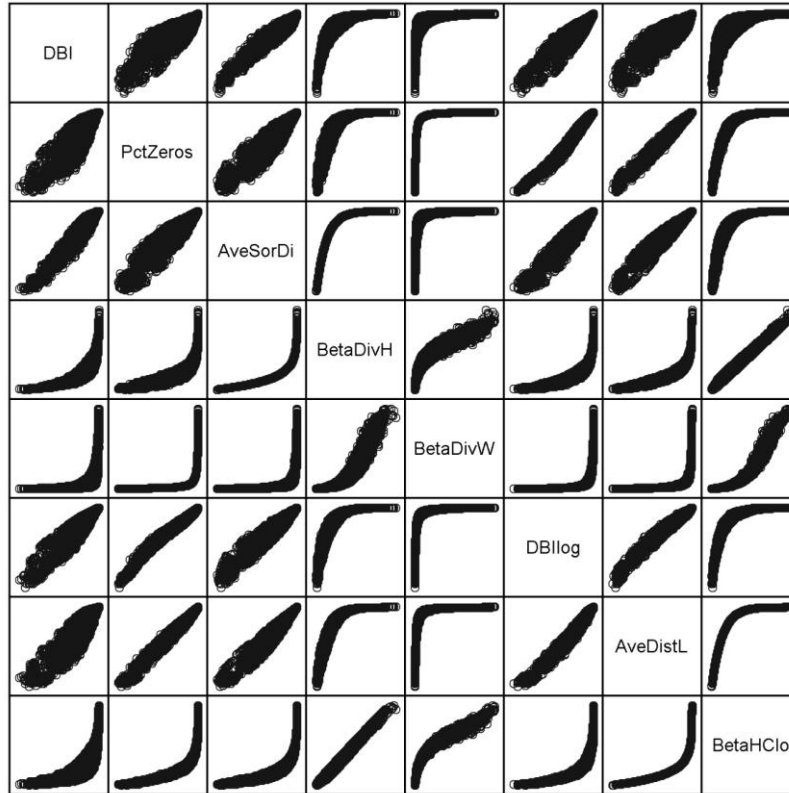 DBI
PctZeros
AveSorDi
BetaDivH
BetaDivW
DBIlog
AveDistL
BetaHClo